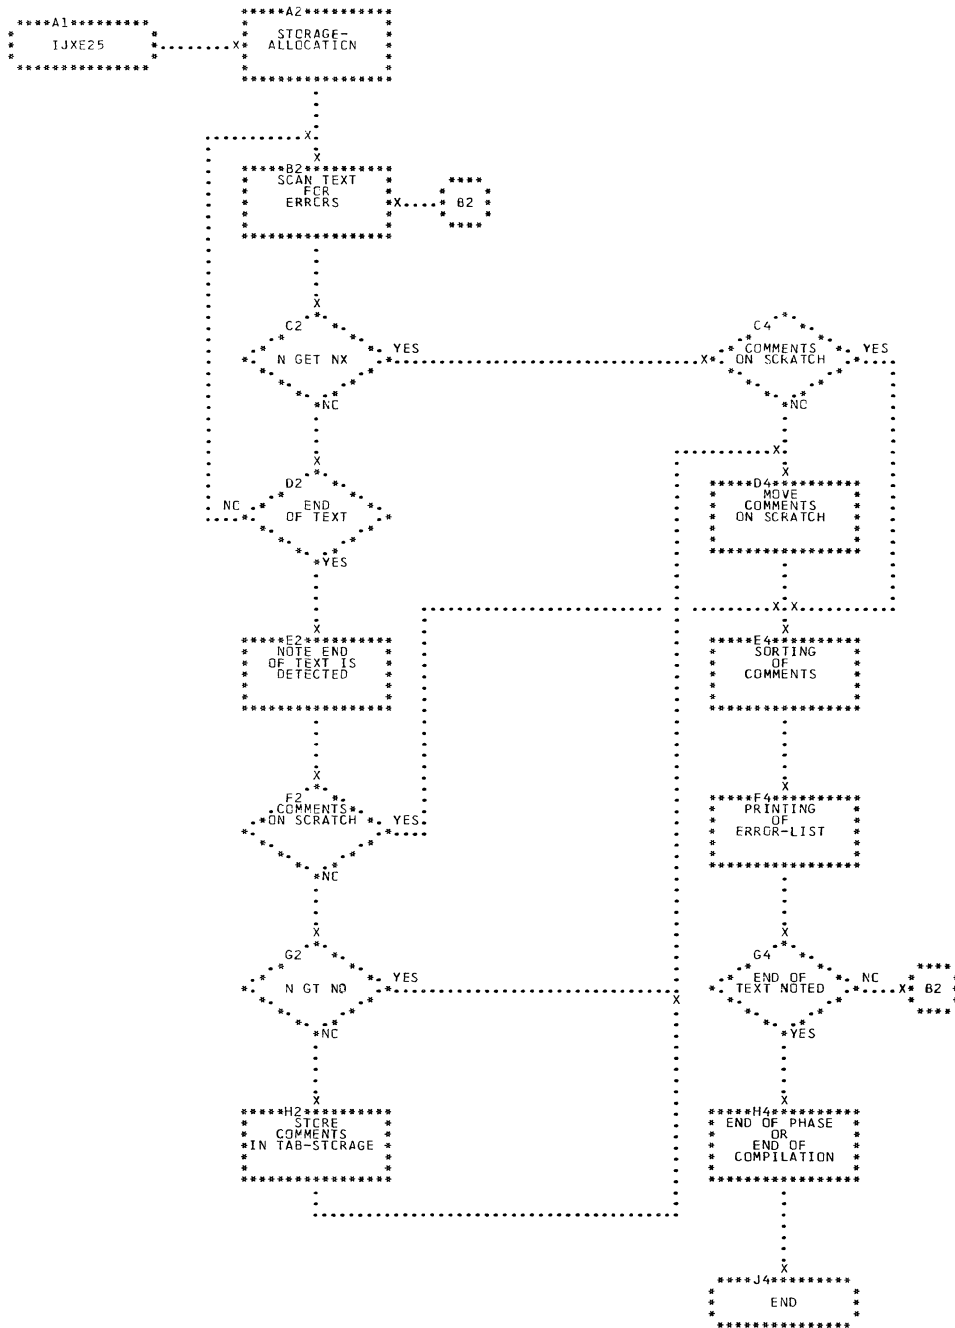 A1
IJXE25
A2
STORAGE-
ALLOCATION
B2
SCAN TEXT
FOR
ERRORS
B2
C2
N GET NX
YES
NO
C4
COMMENTS
ON SCRATCH
YES
NO
D2
END
OF TEXT
NO
YES
D4
MOVE
COMMENTS
ON SCRATCH
E2
NOTE END
OF TEXT IS
DETECTED
E4
SORTING
OF
COMMENTS
F2
COMMENTS
ON SCRATCH
YES
NO
F4
PRINTING
OF
ERROR-LIST
G2
N GT NO
YES
NO
G4
END OF
TEXT NOTED
NO
YES
B2
H2
STORE
COMMENTS
IN TAB-STORAGE
H4
END OF PHASE
OR
END OF
COMPILATION
J4
END